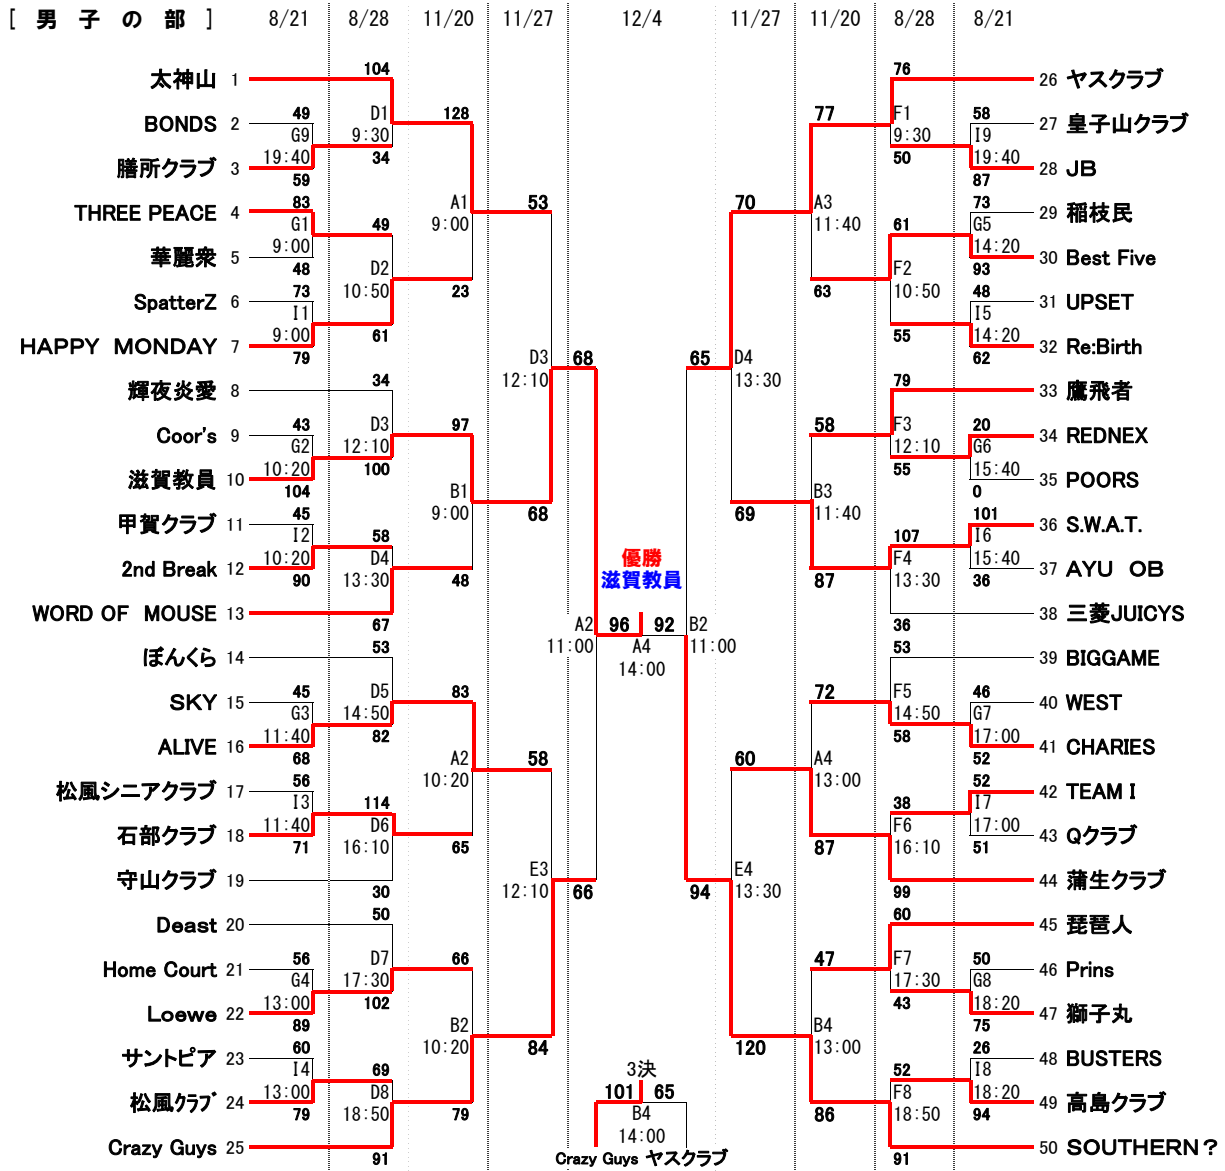 [ 男 子 の 部 ] 8/21 8/28 11/20 11/27 12/4 11/27 11/20 8/28 8/21
104 76
太神山 1 26 ヤスクラブ
49 D1 128 77 F1 58
BONDS 2 27 皇子山クラブ
G9 9:30 9:30 I9
19:40 34 50 19:40
膳所クラブ 3 28 JB
59 87
83 A1 53 70 A3 73
THREE PEACE 4 29 稲枝民
G1 49 9:00 11:40 61 G5
9:00 14:20
華麗衆 5 30 Best Five
48 D2 F2 93
73 10:50 23 63 10:50 48
SpatterZ 6 31 UPSET
I1 I5
9:00 61 55 14:20
HAPPY MONDAY 7 32 Re:Birth
79 D3 68 65 D4 62
34 12:10 13:30 79
輝夜炎愛 8 33 鷹飛者
43 D3 97 58 F3 20
Coor's 9 34 REDNEX
G2 12:10 12:10 G6
10:20 100 55 15:40
滋賀教員 10 35 POORS
104 B1 B3 0
45 9:00 68 69 11:40 101
甲賀クラブ 11 36 S.W.A.T.
I2 58 107 I6
10:20 D4 優勝 F4 15:40
2nd Break 12 37 AYU OB
90 13:30 48 滋賀教員 87 13:30 36
WORD OF MOUSE 13 38 三菱JUICYS
67 A2 96 92 B2 36
53 11:00 A4 11:00 53
ぼんくら 14 39 BIGGAME
14:00
45 D5 83 72 F5 46
SKY 15 40 WEST
G3 14:50 14:50 G7
11:40 82 58 17:00
ALIVE 16 41 CHARIES
68 A2 58 60 A4 52
56 10:20 13:00 52
松風シニアクラブ 17 42 TEAM I
I3 114 38 I7
11:40 D6 F6 17:00
石部クラブ 18 43 Qクラブ
71 16:10 65 87 16:10 51
守山クラブ 19 E3 E4 44 蒲生クラブ
30 12:10 66 94 13:30 99
50 60
Deast 20 45 琵琶人
56 D7 66 47 F7 50
Home Court 21 46 Prins
G4 17:30 17:30 G8
13:00 102 43 18:20
Loewe 22 47 獅子丸
89 B2 B4 75
60 10:20 84 120 13:00 26
サントピア 23 48 BUSTERS
I4 69 3決 52 I8
13:00 D8 101 65 F8 18:20
松風ｸﾗﾌﾞ 24 49 高島クラブ
79 18:50 79 B4 86 18:50 94
14:00
Crazy Guys 25 50 SOUTHERN？
91 Crazy Guys ヤスクラブ 91